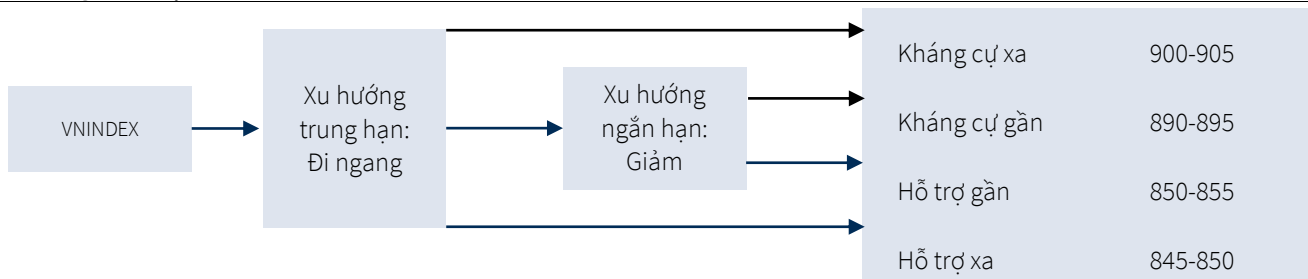 VNINDEX
Xu hướng
trung hạn:
Đi ngang
Xu hướng
ngắn hạn:
Giảm
Kháng cự xa 900-905
Kháng cự gần 890-895
Hỗ trợ gần 850-855
Hỗ trợ xa 845-850